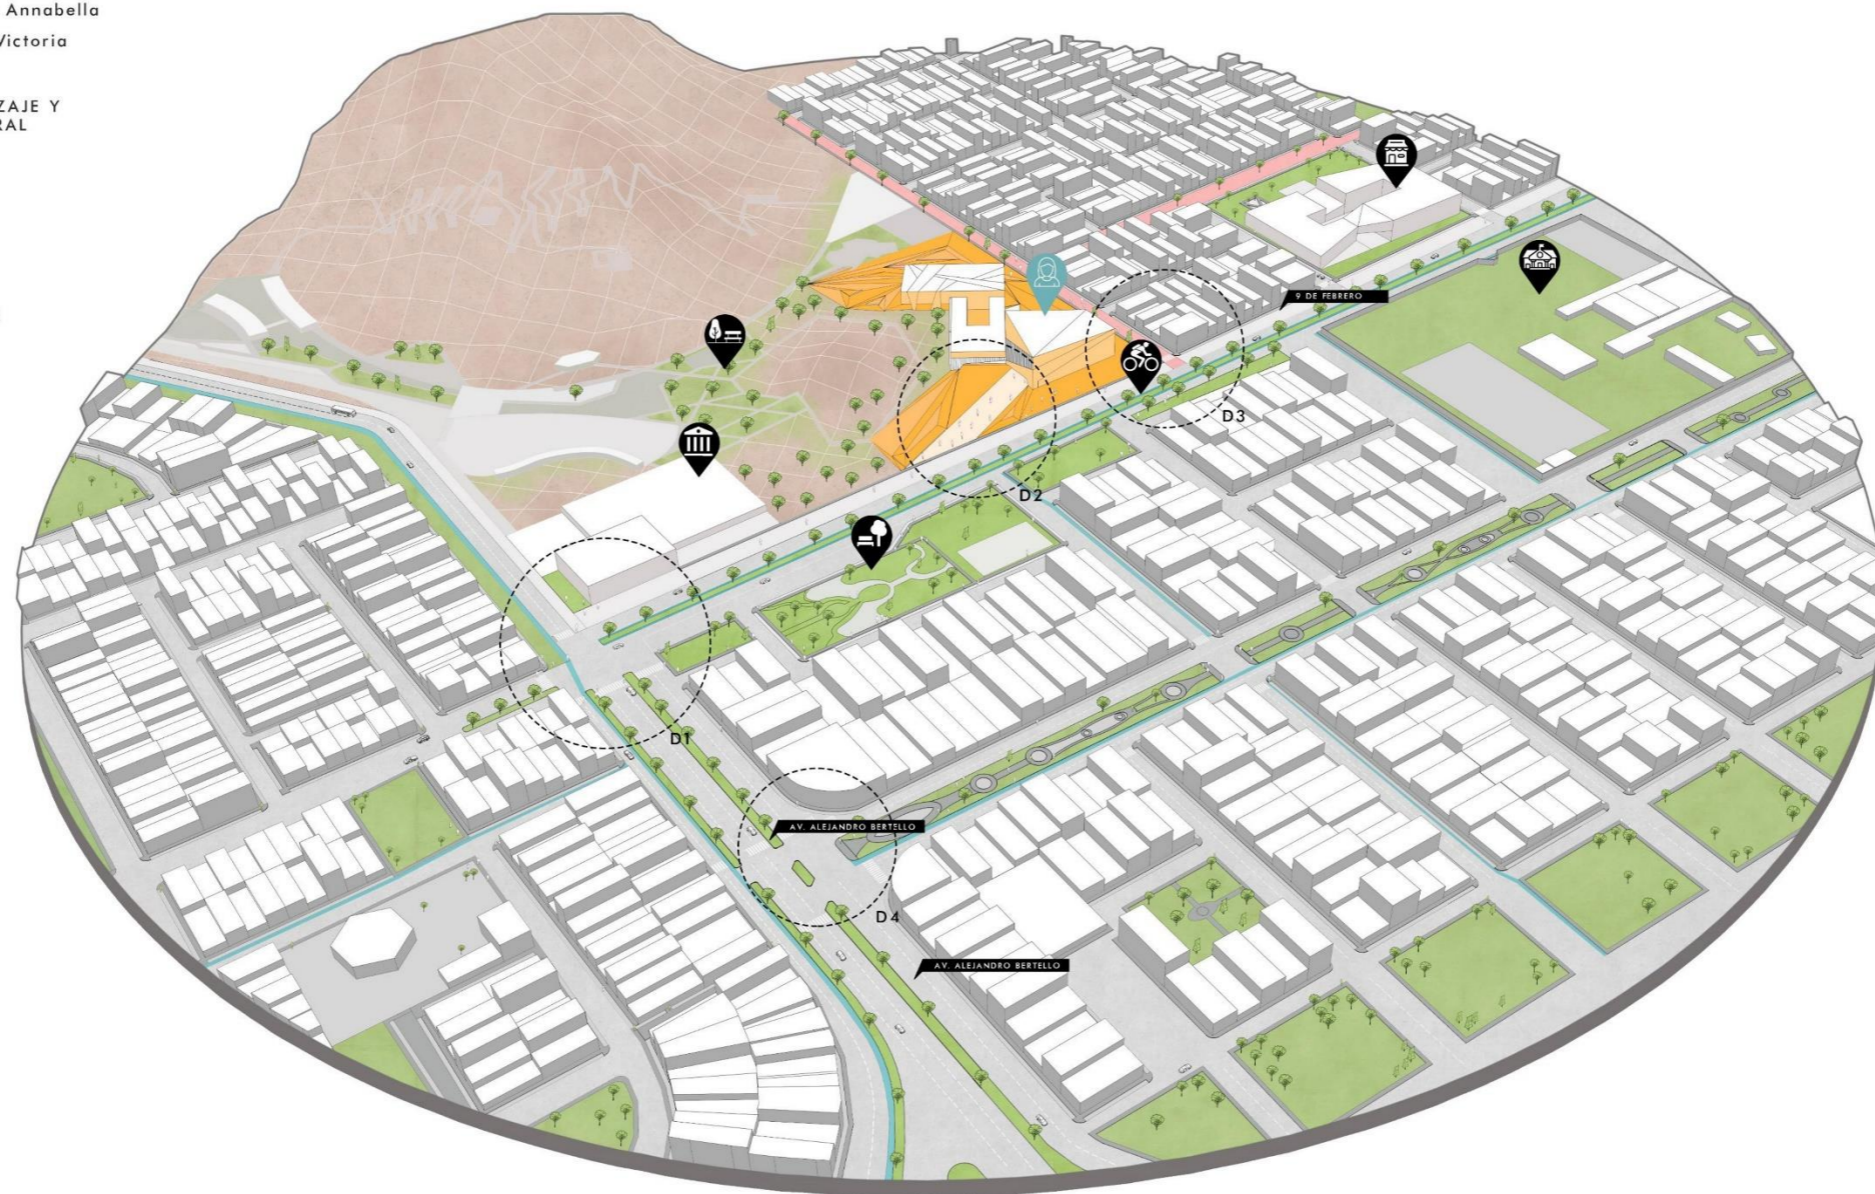 Annabella
Victoria
ZAJE Y
RAL
9 DE FEBRERO
D3
D2
D1
AV. ALEJANDRO BERTELLO
D4
AV. ALEJANDRO BERTELLO